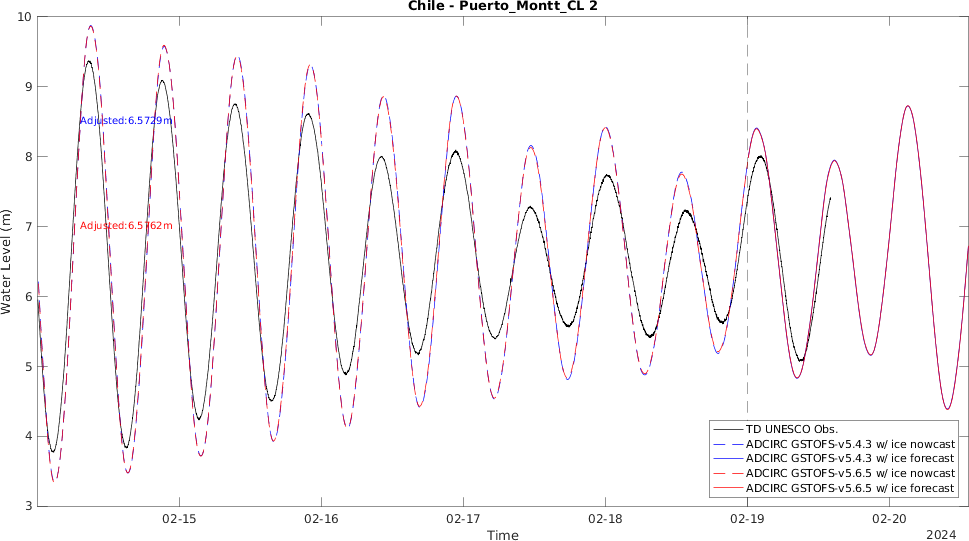 Chile - Puerto_Montt_CL 2
Water Level (m)
10
9
8
7
6
5
4
3
Adjusted:6.5729m
Adjusted:6.5762m
TD UNESCO Obs.
ADCIRC GSTOFS-v5.4.3 w/ ice nowcast
ADCIRC GSTOFS-v5.4.3 w/ ice forecast
ADCIRC GSTOFS-v5.6.5 w/ ice nowcast
ADCIRC GSTOFS-v5.6.5 w/ ice forecast
02-15 02-16 02-17 02-18 02-19 02-20
Time
2024